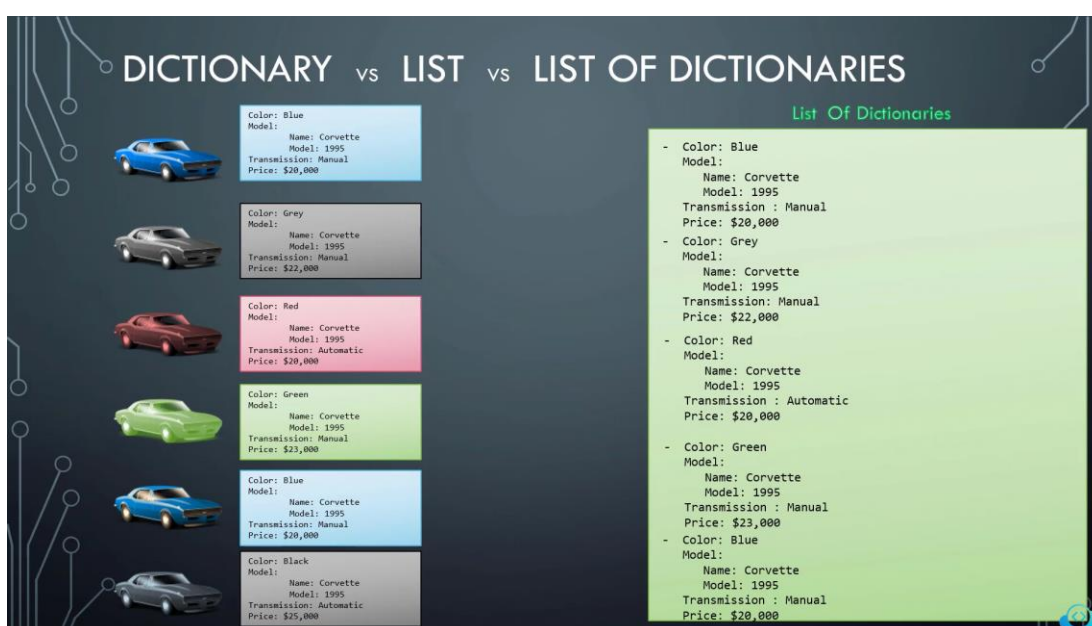 DICTIONARY vs LIST vs LIST OF DICTIONARIES
Color: Blue
Model:
Name: Corvette
Model: 1995
Transmission: Manual
Price: $20,000
Color: Grey
Model:
Name: Corvette
Model: 1995
Transmission: Manual
Price: $22,000
Color: Red
Model:
Name: Corvette
Model: 1995
Transmission: Automatic
Price: $20,000
Color: Green
Model:
Name: Corvette
Model: 1995
Transmission: Manual
Price: $23,000
Color: Blue
Model:
Name: Corvette
Model: 1995
Transmission: Manual
Price: $20,000
Color: Black
Model:
Name: Corvette
Model: 1995
Transmission: Automatic
Price: $25,000
List Of Dictionaries
- Color: Blue
Model:
Name: Corvette
Model: 1995
Transmission : Manual
Price: $20,000
- Color: Grey
Model:
Name: Corvette
Model: 1995
Transmission: Manual
Price: $22,000
- Color: Red
Model:
Name: Corvette
Model: 1995
Transmission : Automatic
Price: $20,000
- Color: Green
Model:
Name: Corvette
Model: 1995
Transmission : Manual
Price: $23,000
- Color: Blue
Model:
Name: Corvette
Model: 1995
Transmission : Manual
Price: $20,000